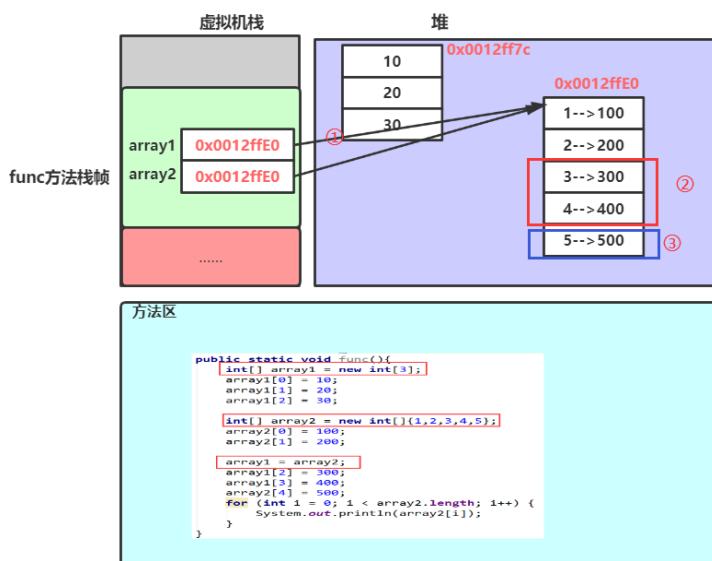 虚拟机栈
堆
10
0x0012ff7c
20
30
0x0012ffE0
1-->100
2-->200
3-->300
4-->400
5-->500
①
②
③
func方法栈帧
array1
0x0012ffE0
array2
0x0012ffE0
......
方法区
public static void func(){
int[] array1 = new int[3];
array1[0] = 10;
array1[1] = 20;
array1[2] = 30;
int[] array2 = new int[]{1,2,3,4,5};
array2[0] = 100;
array2[1] = 200;
array1 = array2;
array1[2] = 300;
array1[3] = 400;
array2[4] = 500;
for (int i = 0; i < array2.length; i++) {
System.out.println(array2[i]);
}
}